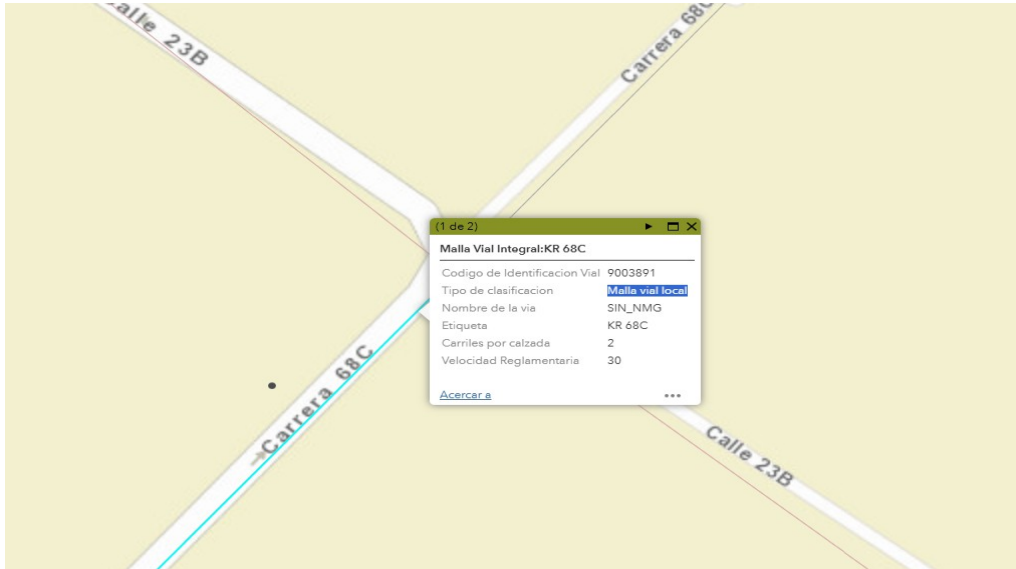 alle 23B
Carrera 68C
(1 de 2)
Malla Vial Integral:KR 68C
Codigo de Identificacion Vial 9003891
Tipo de clasificacion Malla vial local
Nombre de la via SIN_NMG
Etiqueta KR 68C
Carriles por calzada 2
Velocidad Reglamentaria 30
Acercar a
Carrera 68C
Calle 23B